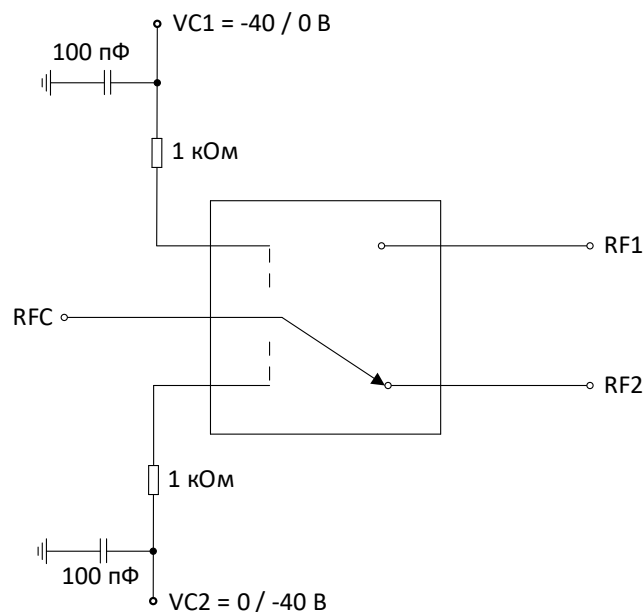 VC1 = -40 / 0 В
100 пФ
1 кОм
RF1
RFC
RF2
1 кОм
100 пФ
VC2 = 0 / -40 В